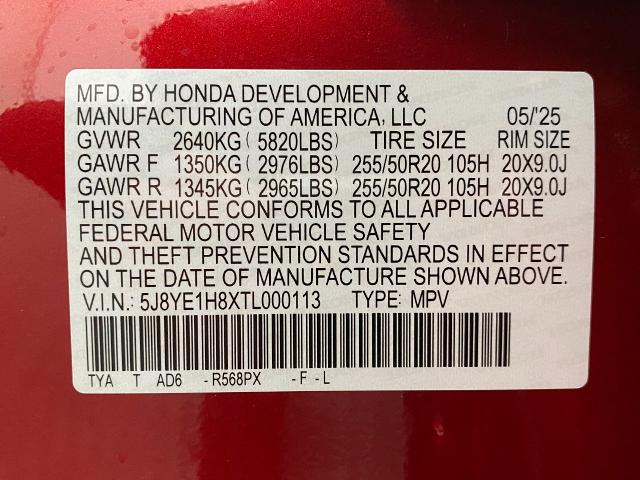 MFD. BY HONDA DEVELOPMENT &
MANUFACTURING OF AMERICA, LLC 05/'25
GVWR 2640KG ( 5820LBS) TIRE SIZE RIM SIZE
GAWR F 1350KG ( 2976LBS) 255/50R20 105H 20X9.0J
GAWR R 1345KG ( 2965LBS) 255/50R20 105H 20X9.0J
THIS VEHICLE CONFORMS TO ALL APPLICABLE
FEDERAL MOTOR VEHICLE SAFETY
AND THEFT PREVENTION STANDARDS IN EFFECT
ON THE DATE OF MANUFACTURE SHOWN ABOVE.
V.I.N.: 5J8YE1H8XTL000113 TYPE: MPV
TYA T AD6 - R568PX - F - L